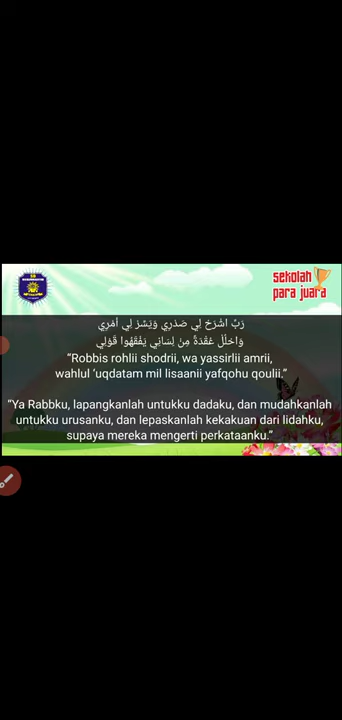 sekolah
para juara
رَبِّ اشْرَحْ لِي صَدْرِي وَيَسِّرْ لِي أَمْرِي
وَاحْلُلْ عُقْدَةً مِنْ لِسَانِي يَفْقَهُوا قَوْلِي
“Robbis rohlii shodrii, wa yassirlii amrii,
wahlul ‘uqdatam mil lisaanii yafqohu qoulii.”
“Ya Rabbku, lapangkanlah untukku dadaku, dan mudahkanlah
untukku urusanku, dan lepaskanlah kekakuan dari lidahku,
supaya mereka mengerti perkataanku.”